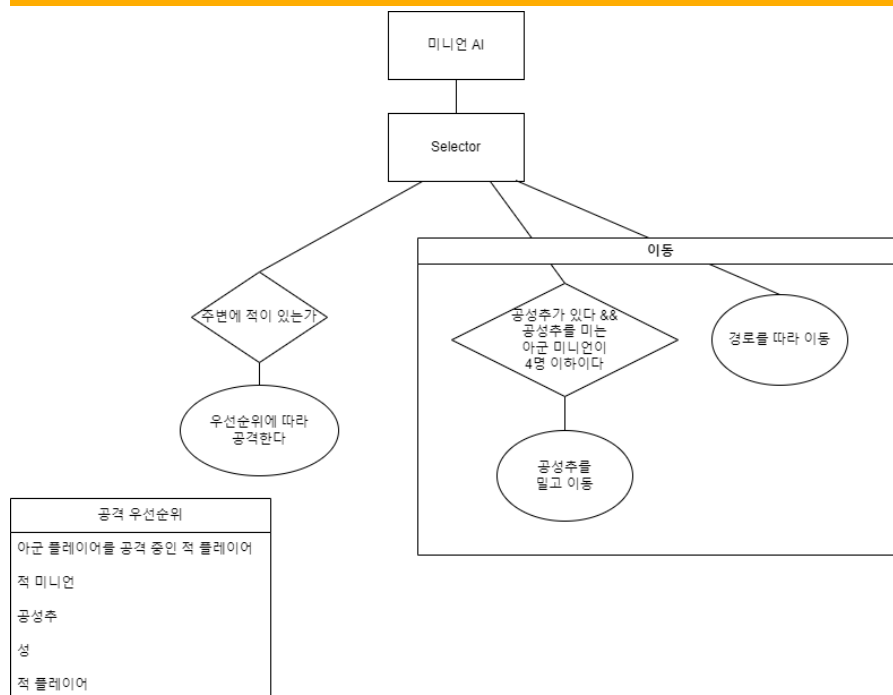 미니언 AI
Selector
이동
주변에 적이 있는가
공성추가 있다 &&
공성추를 미는
아군 미니언이
4명 이하이다
경로를 따라 이동
우선순위에 따라
공격한다
공성추를
밀고 이동
공격 우선순위
아군 플레이어를 공격 중인 적 플레이어
적 미니언
공성추
성
적 플레이어